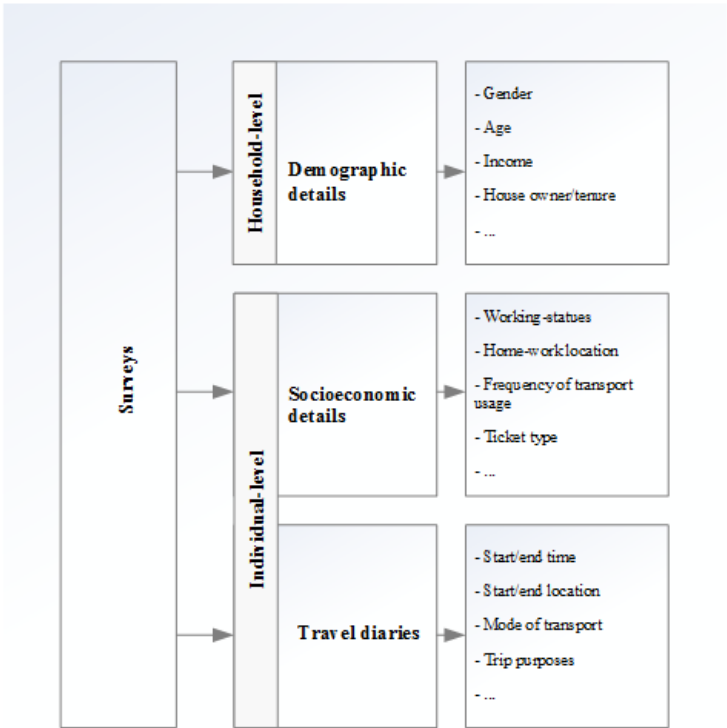 Surveys
Household-level
Demographic
details
- Gender
- Age
- Income
- House owner/tenure
- ...
Individual-level
Socioeconomic
details
- Working-statues
- Home-work location
- Frequency of transport
usage
- Ticket type
- ...
Travel diaries
- Start/end time
- Start/end location
- Mode of transport
- Trip purposes
- ...